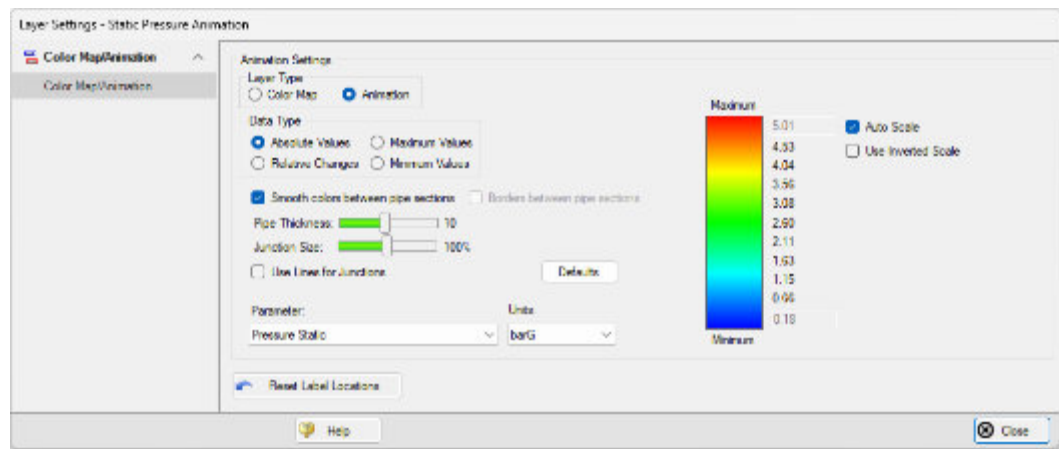 Layer Settings - Static Pressure Animation
Color Map/Animation
Color Map/Animation
Animation Settings
Layer Type
Color Map Animation
Data Type
Absolute Values Maximum Values
Relative Changes Minimum Values
Smooth colors between pipe sections Borders between pipe sections
Pipe Thickness: 10
Junction Size: 100%
Use Lines for Junctions Defaults
Parameter: Units
Pressure Static barG
Reset Label Locations
Maximum
5.01
4.53
4.04
3.56
3.08
2.60
2.11
1.63
1.15
0.66
0.18
Minimum
Auto Scale
Use Inverted Scale
Help Close